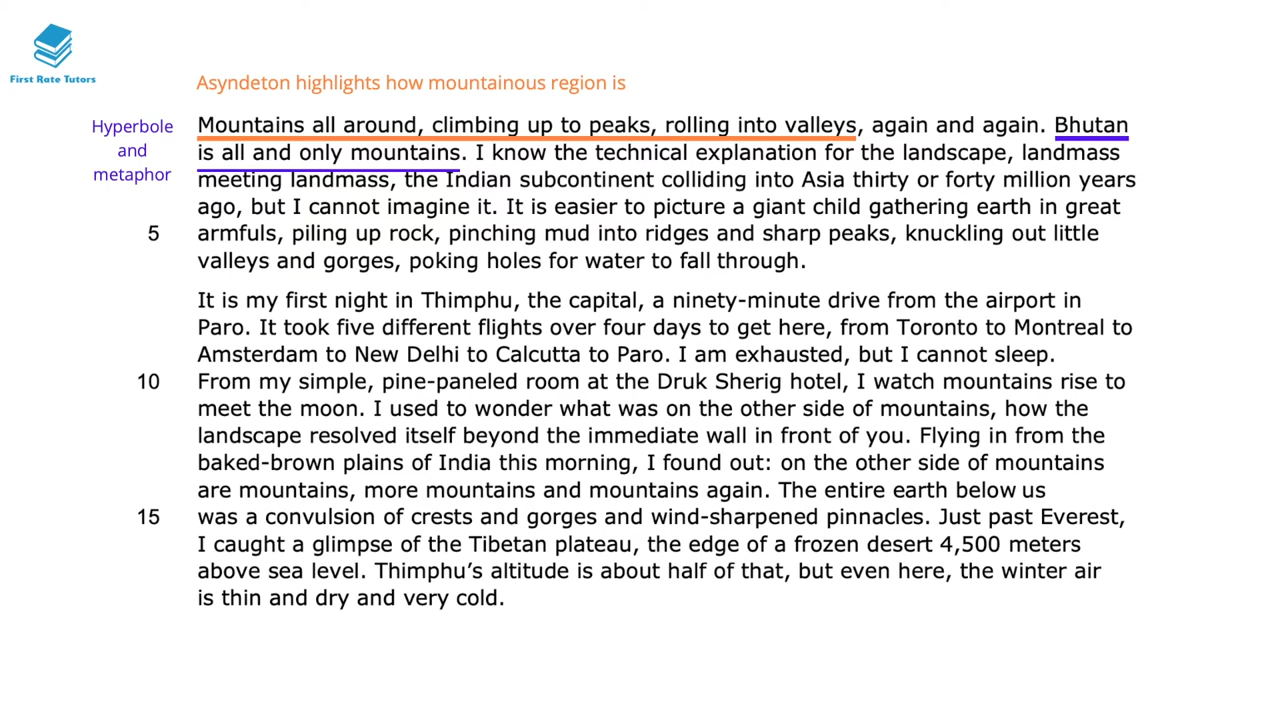 First Rate Tutors
Asyndeton highlights how mountainous region is
Hyperbole
and
metaphor
Mountains all around, climbing up to peaks, rolling into valleys, again and again. Bhutan
is all and only mountains. I know the technical explanation for the landscape, landmass
meeting landmass, the Indian subcontinent colliding into Asia thirty or forty million years
ago, but I cannot imagine it. It is easier to picture a giant child gathering earth in great
5 armfuls, piling up rock, pinching mud into ridges and sharp peaks, knuckling out little
valleys and gorges, poking holes for water to fall through.
It is my first night in Thimphu, the capital, a ninety-minute drive from the airport in
Paro. It took five different flights over four days to get here, from Toronto to Montreal to
Amsterdam to New Delhi to Calcutta to Paro. I am exhausted, but I cannot sleep.
10 From my simple, pine-paneled room at the Druk Sherig hotel, I watch mountains rise to
meet the moon. I used to wonder what was on the other side of mountains, how the
landscape resolved itself beyond the immediate wall in front of you. Flying in from the
baked-brown plains of India this morning, I found out: on the other side of mountains
are mountains, more mountains and mountains again. The entire earth below us
15 was a convulsion of crests and gorges and wind-sharpened pinnacles. Just past Everest,
I caught a glimpse of the Tibetan plateau, the edge of a frozen desert 4,500 meters
above sea level. Thimphu’s altitude is about half of that, but even here, the winter air
is thin and dry and very cold.